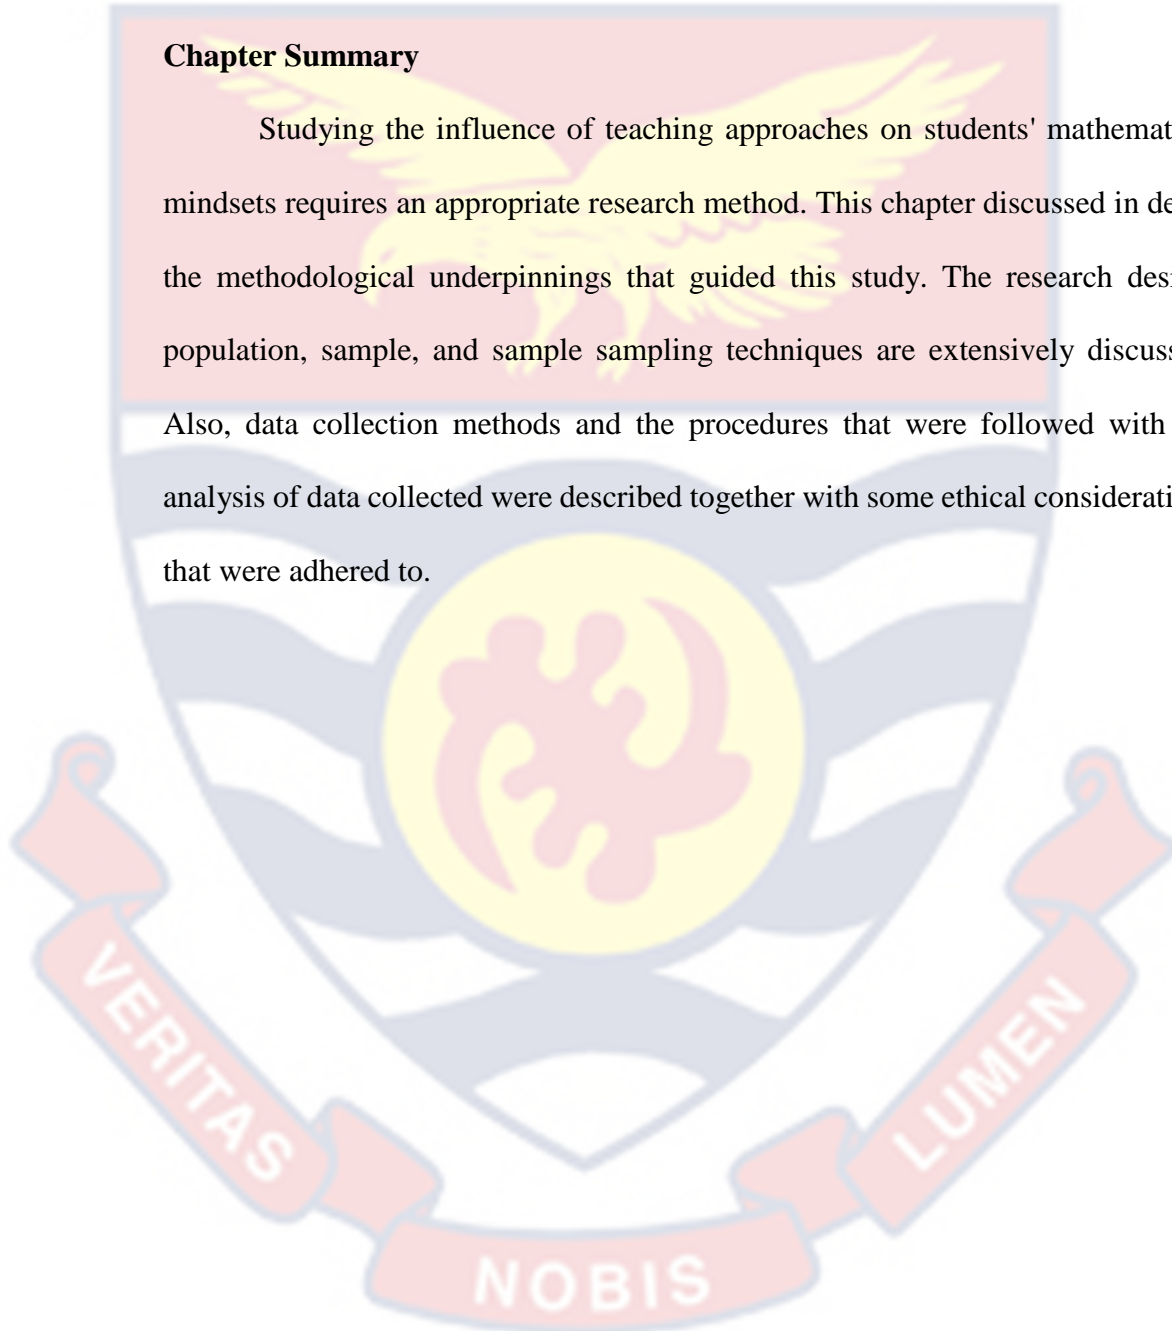 Chapter Summary
Studying the influence of teaching approaches on students' mathemat
mindsets requires an appropriate research method. This chapter discussed in de
the methodological underpinnings that guided this study. The research desi
population, sample, and sample sampling techniques are extensively discuss
Also, data collection methods and the procedures that were followed with
analysis of data collected were described together with some ethical considerati
that were adhered to.
VERITAS
NOBIS
LUMEN